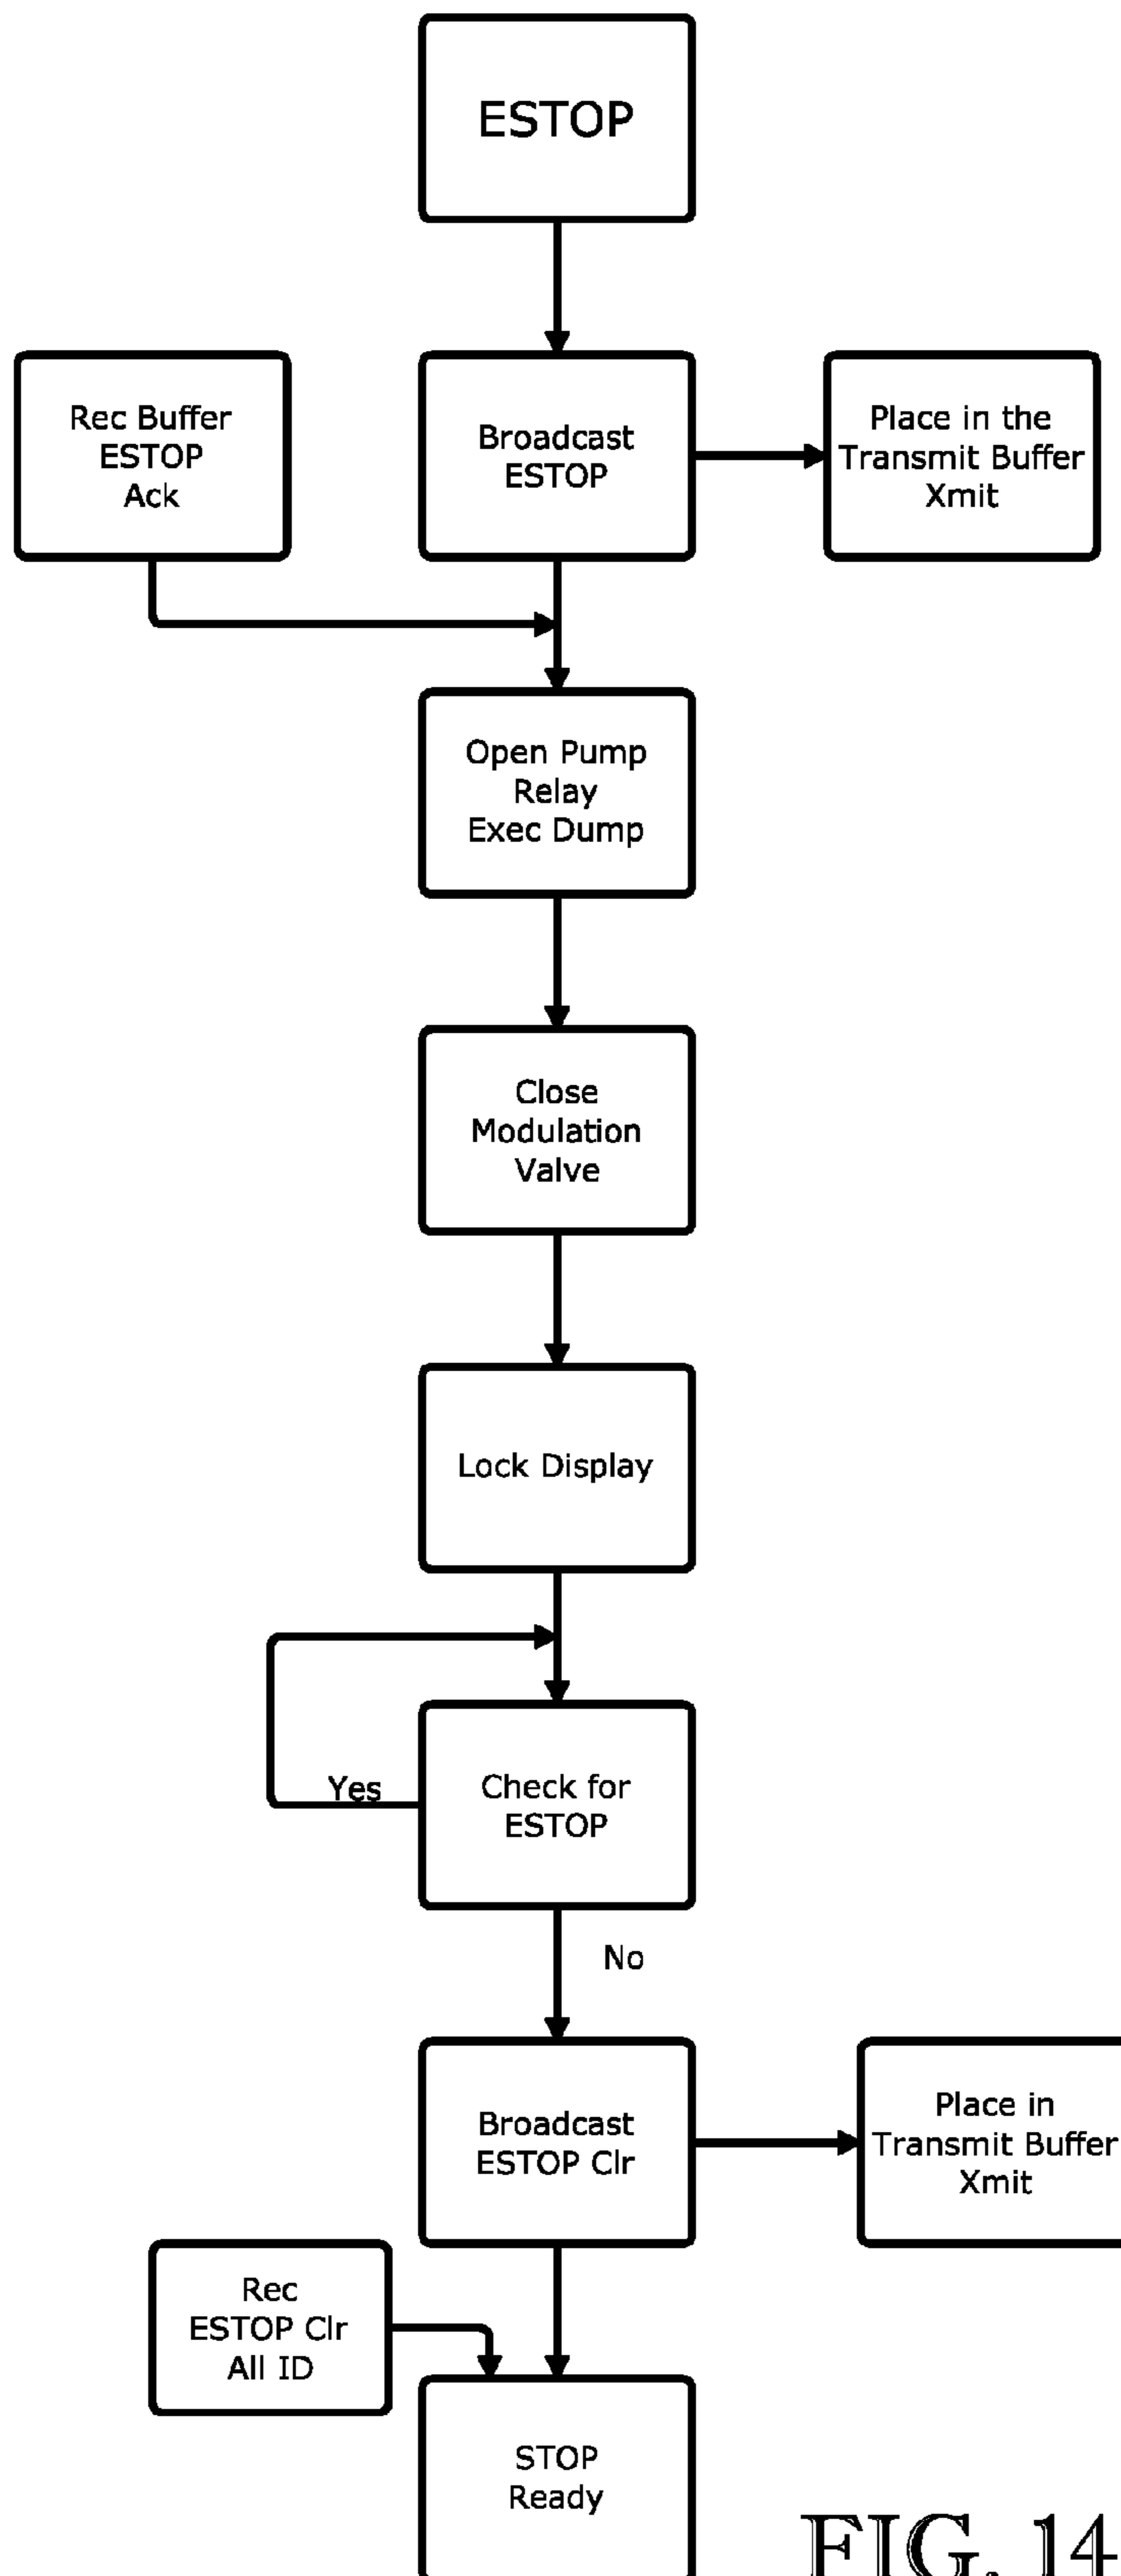 ESTOP
Rec Buffer
ESTOP
Ack
Broadcast
ESTOP
Place in the
Transmit Buffer
Xmit
Open Pump
Relay
Exec Dump
Close
Modulation
Valve
Lock Display
Yes
Check for
ESTOP
No
Broadcast
ESTOP Clr
Place in
Transmit Buffer
Xmit
Rec
ESTOP Clr
All ID
STOP
Ready
FIG. 14